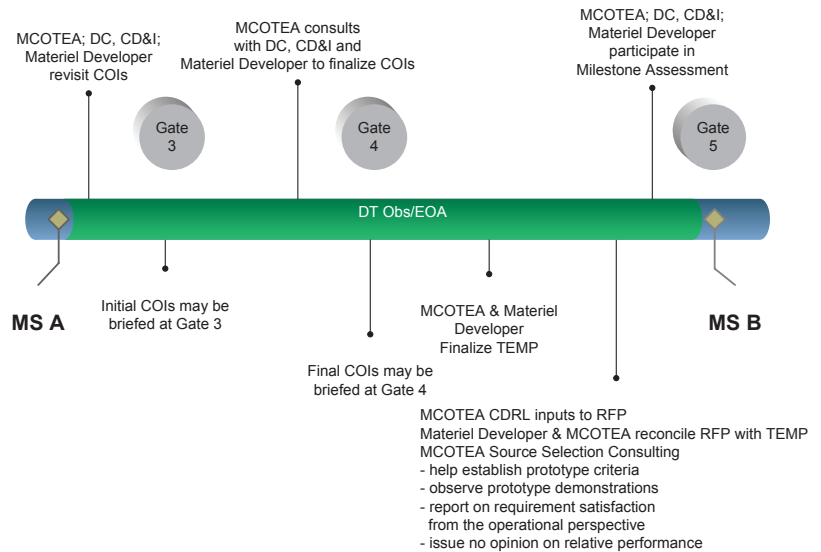 MCOTEA; DC, CD&I;
Materiel Developer
revisit COIs
MCOTEA consults
with DC, CD&I and
Materiel Developer to finalize COIs
MCOTEA; DC, CD&I;
Materiel Developer
participate in
Milestone Assessment
Gate
3
Gate
4
Gate
5
DT Obs/EOA
MS A
Initial COIs may be
briefed at Gate 3
Final COIs may be
briefed at Gate 4
MCOTEA & Materiel
Developer
Finalize TEMP
MS B
MCOTEA CDRL inputs to RFP
Materiel Developer & MCOTEA reconcile RFP with TEMP
MCOTEA Source Selection Consulting
- help establish prototype criteria
- observe prototype demonstrations
- report on requirement satisfaction
from the operational perspective
- issue no opinion on relative performance